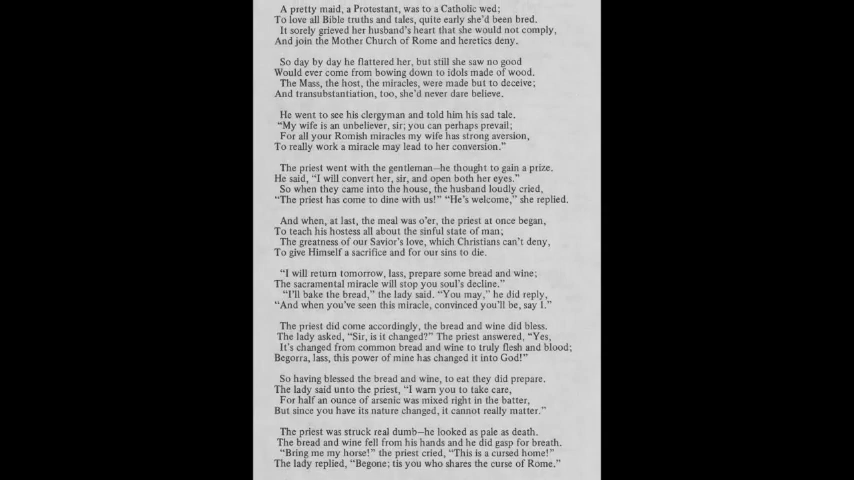 A pretty maid, a Protestant, was to a Catholic wed;
To love all Bible truths and tales, quite early she'd been bred.
It sorely grieved her husband's heart that she would not comply,
And join the Mother Church of Rome and heretics deny.
So day by day he flattered her, but still she saw no good
Would ever come from bowing down to idols made of wood.
The Mass, the host, the miracles, were made but to deceive;
And transubstantiation, too, she'd never dare believe.
He went to see his clergyman and told him his sad tale.
“My wife is an unbeliever, sir; you can perhaps prevail;
For all your Romish miracles my wife has strong aversion,
To really work a miracle may lead to her conversion.”
The priest went with the gentleman—he thought to gain a prize.
He said, “I will convert her, sir, and open both her eyes.”
So when they came into the house, the husband loudly cried,
“The priest has come to dine with us!” “He's welcome,” she replied.
And when, at last, the meal was o'er, the priest at once began,
To teach his hostess all about the sinful state of man;
The greatness of our Savior's love, which Christians can't deny,
To give Himself a sacrifice and for our sins to die.
“I will return tomorrow, lass, prepare some bread and wine;
The sacramental miracle will stop you soul's decline.”
“I'll bake the bread,” the lady said. “You may,” he did reply,
“And when you've seen this miracle, convinced you'll be, say I.”
The priest did come accordingly, the bread and wine did bless.
The lady asked, “Sir, is it changed?” The priest answered, “Yes,
It's changed from common bread and wine to truly flesh and blood;
Begorra, lass, this power of mine has changed it into God!”
So having blessed the bread and wine, to eat they did prepare.
The lady said unto the priest, “I warn you to take care,
For half an ounce of arsenic was mixed right in the batter,
But since you have its nature changed, it cannot really matter.”
The priest was struck real dumb—he looked as pale as death.
The bread and wine fell from his hands and he did gasp for breath.
“Bring me my horse!” the priest cried, “This is a cursed home!”
The lady replied, “Begone; tis you who shares the curse of Rome.”